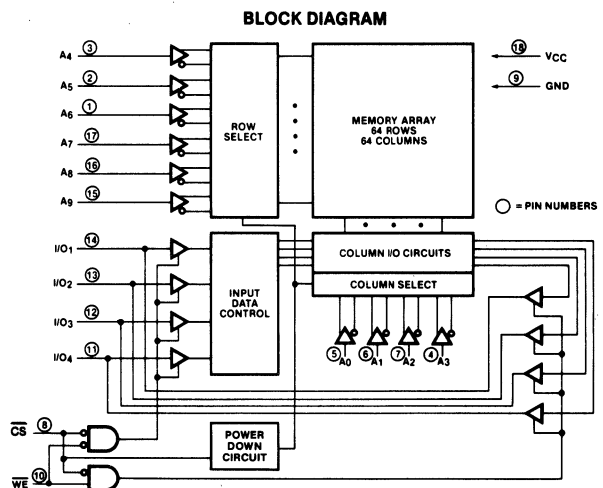 BLOCK DIAGRAM
A4 3
A5 2
A6 1
A7 17
A8 16
A9 15
ROW
SELECT
MEMORY ARRAY
64 ROWS
64 COLUMNS
18 VCC
9 GND
= PIN NUMBERS
I/O1 14
I/O2 13
I/O3 12
I/O4 11
INPUT
DATA
CONTROL
COLUMN I/O CIRCUITS
COLUMN SELECT
5 A0 6 A1 7 A2 4 A3
CS 8
WE 10
POWER
DOWN
CIRCUIT